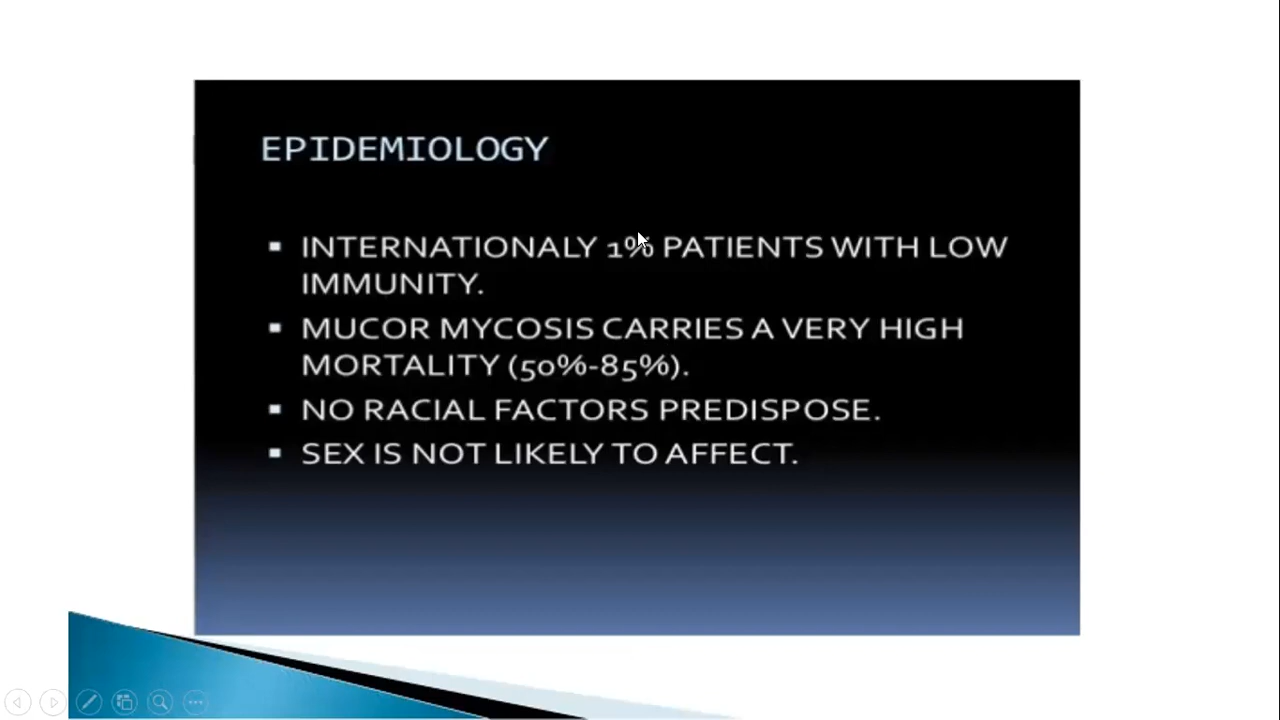 EPIDEMIOLOGY
▪ INTERNATIONALY 1% PATIENTS WITH LOW
IMMUNITY.
▪ MUCOR MYCOSIS CARRIES A VERY HIGH
MORTALITY (50%-85%).
▪ NO RACIAL FACTORS PREDISPOSE.
▪ SEX IS NOT LIKELY TO AFFECT.